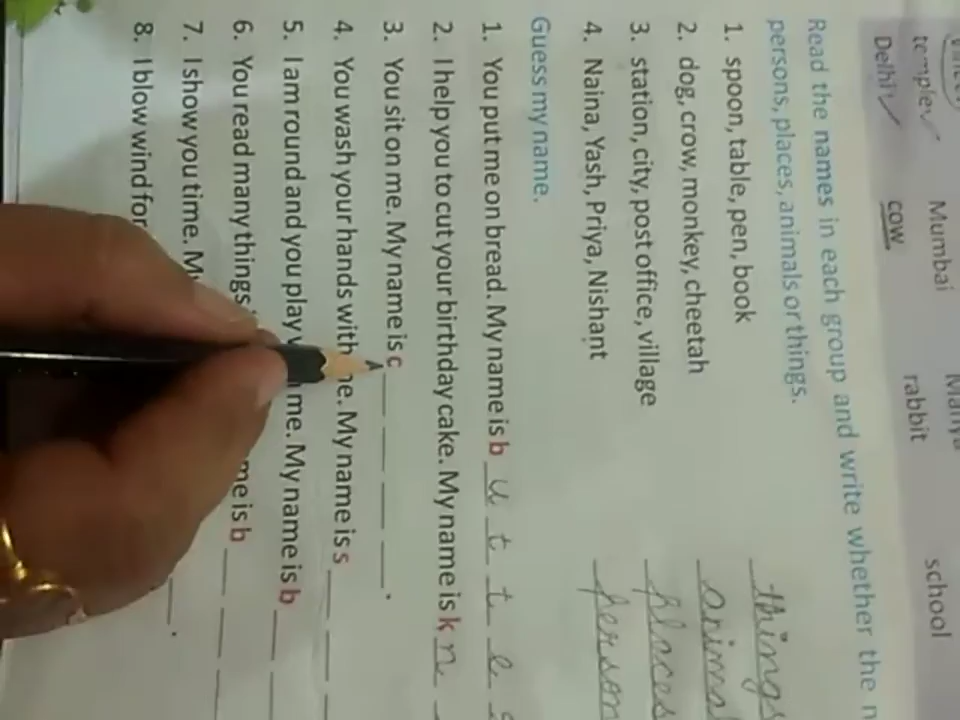 temple Mumbai school
Delhi cow rabbit
Read the names in each group and write whether the
persons, places, animals or things.
1. spoon, table, pen, book things
2. dog, crow, monkey, cheetah
3. station, city, post office, village places
4. Naina, Yash, Priya, Nishant person
Guess my name.
1. You put me on bread. My name is b u t t e
2. I help you to cut your birthday cake. My name is k n
3. You sit on me. My name is c _ _ _ _.
4. You wash your hands with me. My name is s _ _ _
5. I am round and you play me. My name is b _ _
6. You read many things is b _ _ _
7. I show you time. _.
8. I blow wind for